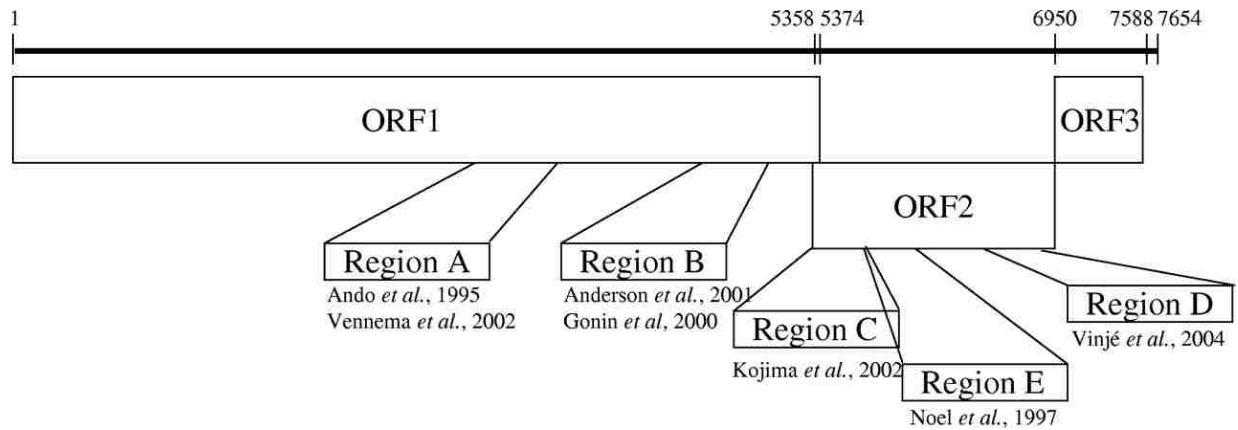 1 5358 5374 6950 7588 7654
ORF1
ORF3
ORF2
Region A
Ando et al., 1995
Vennema et al., 2002
Region B
Anderson et al., 2001
Gonin et al, 2000
Region C
Kojima et al., 2002
Region E
Noel et al., 1997
Region D
Vinjé et al., 2004